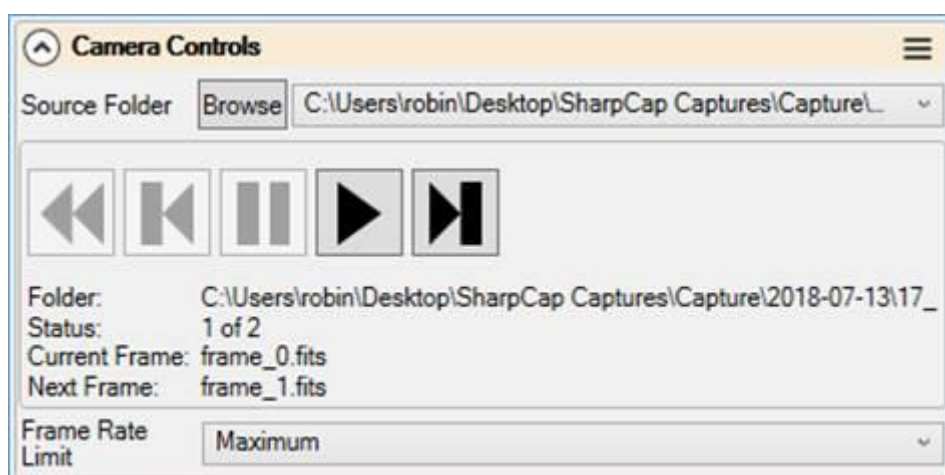 Camera Controls
Source Folder Browse C:\Users\robin\Desktop\SharpCap Captures\Capture\...
Folder: C:\Users\robin\Desktop\SharpCap Captures\Capture\2018-07-13\17_
Status: 1 of 2
Current Frame: frame_0.fits
Next Frame: frame_1.fits
Frame Rate
Limit
Maximum